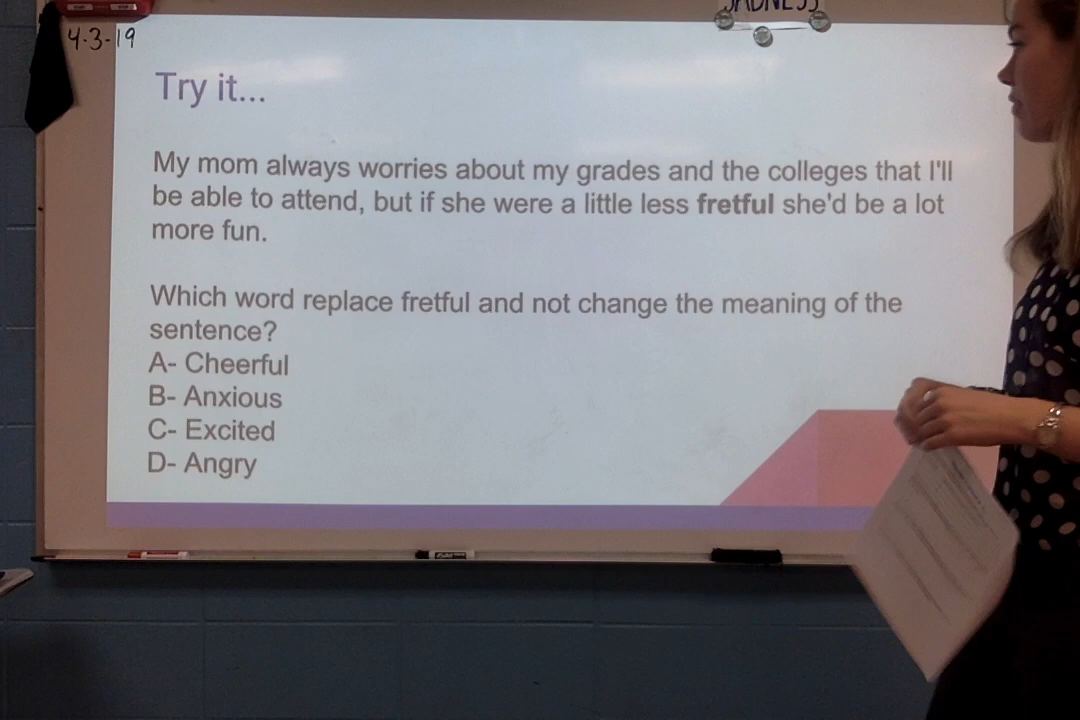 SADNESS
4-3-19
Try it...
My mom always worries about my grades and the colleges that I'll
be able to attend, but if she were a little less fretful she'd be a lot
more fun.
Which word replace fretful and not change the meaning of the
sentence?
A- Cheerful
B- Anxious
C- Excited
D- Angry